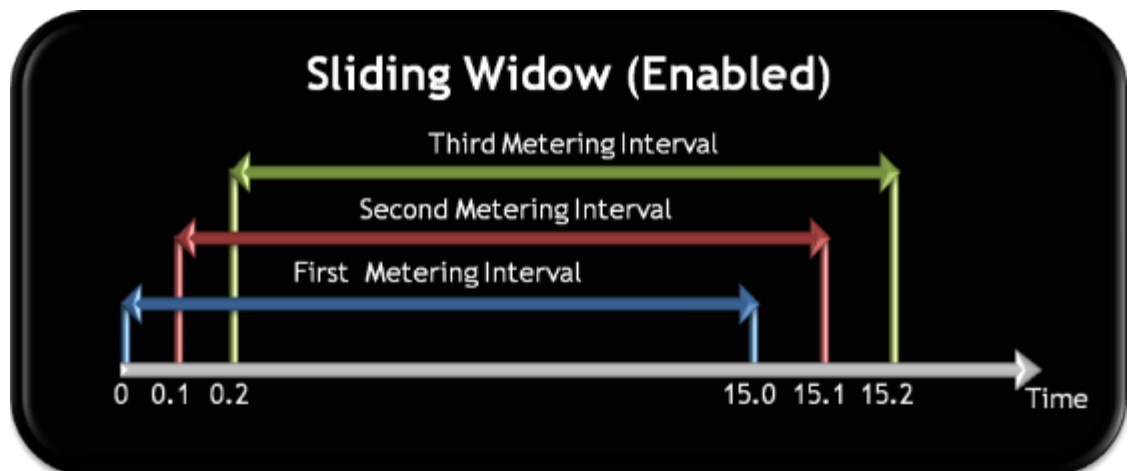 Sliding Widow (Enabled)
Third Metering Interval
Second Metering Interval
First Metering Interval
0 0.1 0.2 15.0 15.1 15.2
Time